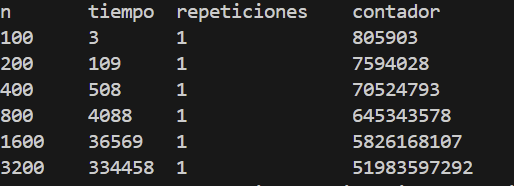 n tiempo repeticiones contador
100 3 1 805903
200 109 1 7594028
400 508 1 70524793
800 4088 1 645343578
1600 36569 1 5826168107
3200 334458 1 51983597292